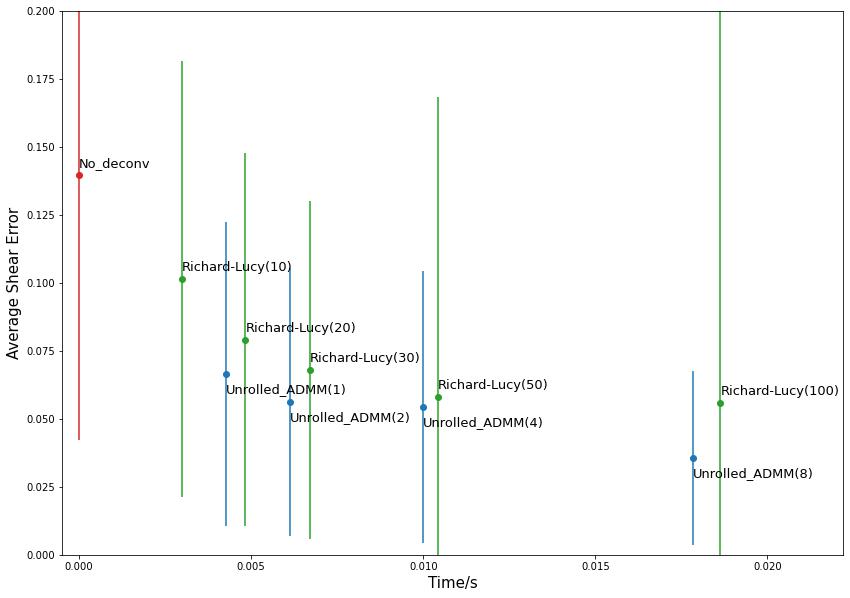 0.200
0.175
0.150
0.125
0.100
0.075
0.050
0.025
0.000
Average Shear Error
No_deconv
Richard-Lucy(10)
Richard-Lucy(20)
Richard-Lucy(30)
Unrolled_ADMM(1)
Richard-Lucy(50)
Richard-Lucy(100)
Unrolled_ADMM(2)
Unrolled_ADMM(4)
Unrolled_ADMM(8)
0.000
0.005
0.010
0.015
0.020
Time/s